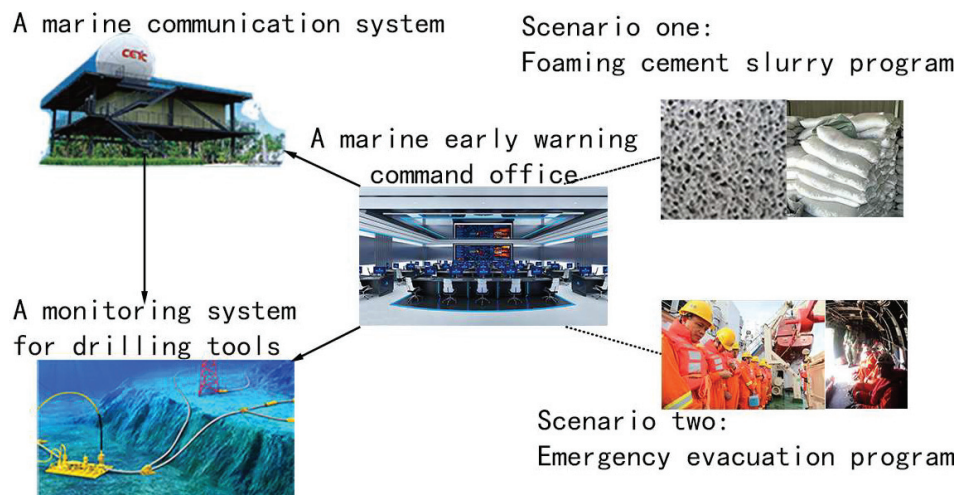 A marine communication system
CETC
Scenario one:
Foaming cement slurry program
A marine early warning
command office
A monitoring system
for drilling tools
Scenario two:
Emergency evacuation program